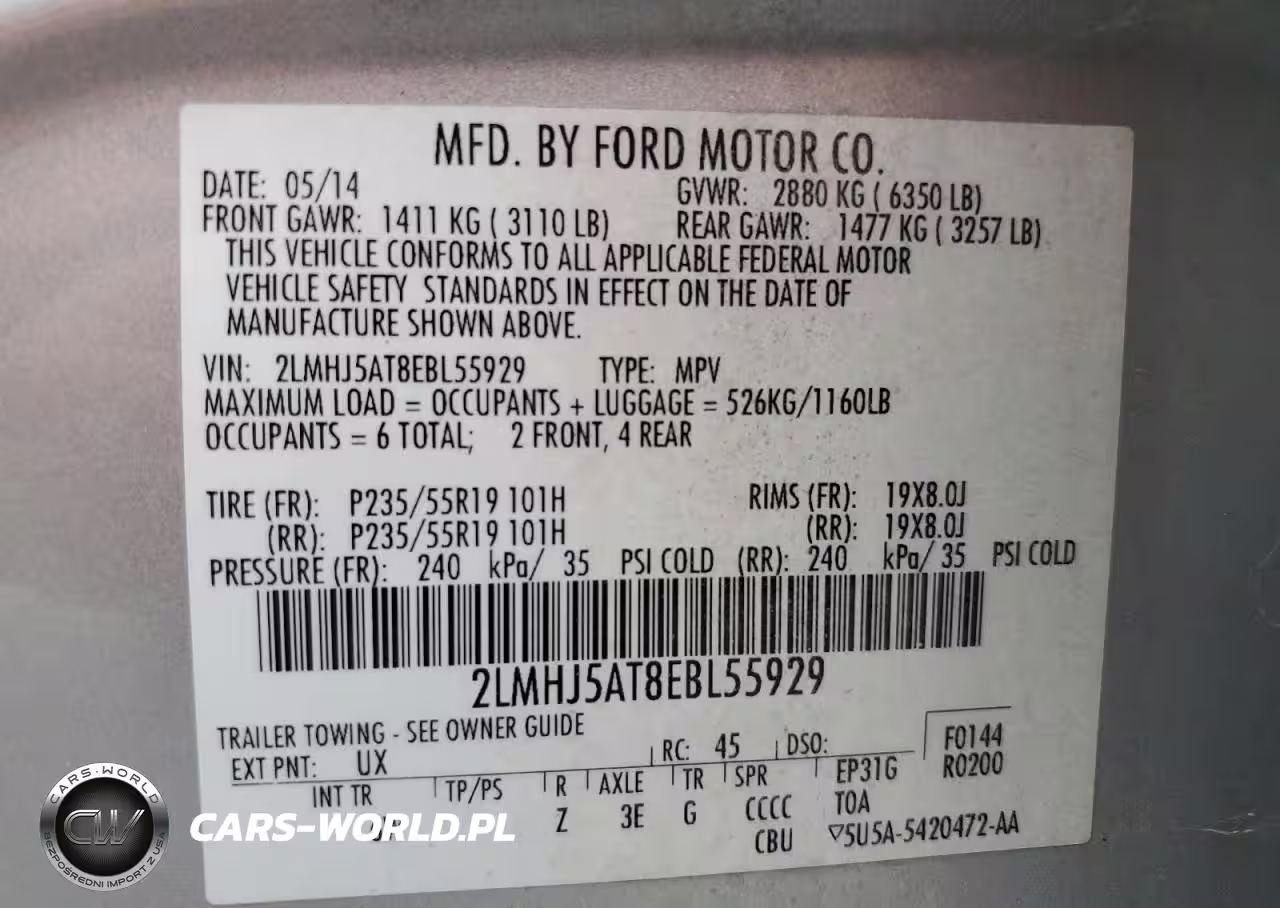 MFD. BY FORD MOTOR CO.
DATE: 05/14 GVWR: 2880 KG ( 6350 LB)
FRONT GAWR: 1411 KG ( 3110 LB) REAR GAWR: 1477 KG ( 3257 LB)
THIS VEHICLE CONFORMS TO ALL APPLICABLE FEDERAL MOTOR
VEHICLE SAFETY STANDARDS IN EFFECT ON THE DATE OF
MANUFACTURE SHOWN ABOVE.
VIN: 2LMHJ5AT8EBL55929 TYPE: MPV
MAXIMUM LOAD = OCCUPANTS + LUGGAGE = 526KG/1160LB
OCCUPANTS = 6 TOTAL; 2 FRONT, 4 REAR
TIRE (FR): P235/55R19 101H RIMS (FR): 19X8.0J
(RR): P235/55R19 101H (RR): 19X8.0J
PRESSURE (FR): 240 kPa/ 35 PSI COLD (RR): 240 kPa/ 35 PSI COLD
2LMHJ5AT8EBL55929
TRAILER TOWING - SEE OWNER GUIDE
EXT PNT: UX RC: 45 DSO: F0144
R0200
INT TR TP/PS R AXLE TR SPR EP31G
Z 3E G CCCC TOA
CBU ▽5U5A-5420472-AA
CARS-WORLD
CW
BEZPOŚREDNI IMPORT Z USA
CARS-WORLD.PL